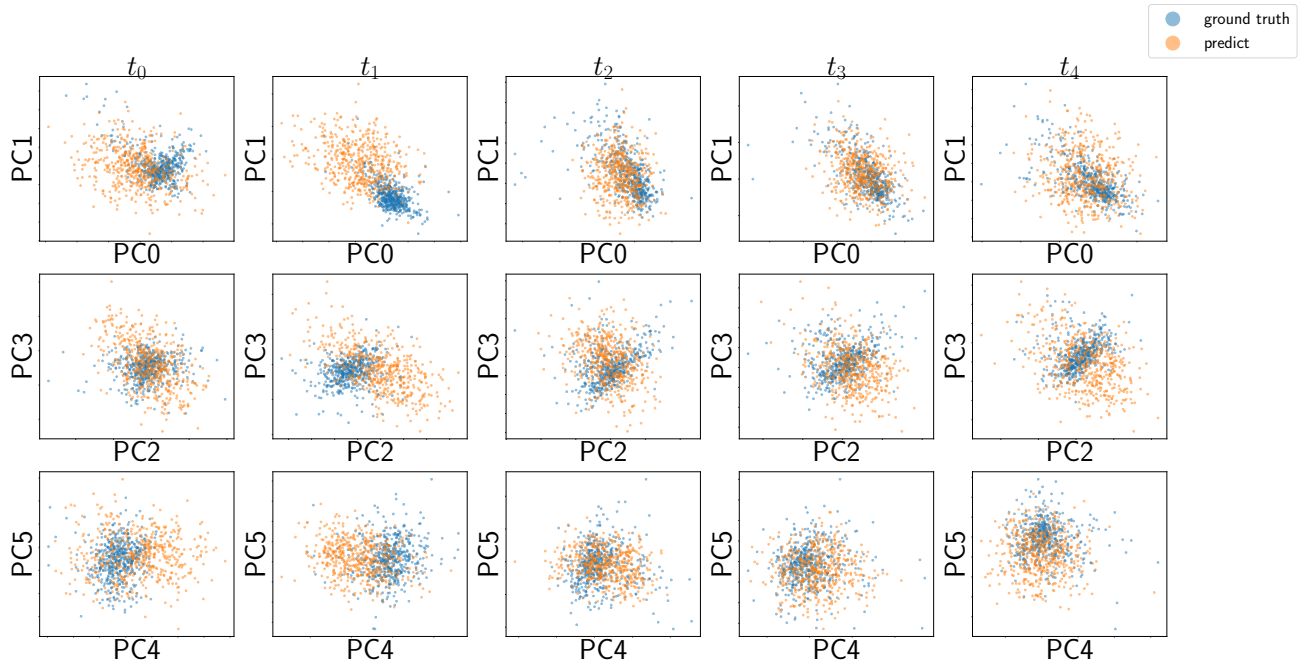 ground truth
predict
t₀ t₁ t₂ t₃ t₄
PC1 PC1 PC1 PC1 PC1
PC0 PC0 PC0 PC0 PC0
PC3 PC3 PC3 PC3 PC3
PC2 PC2 PC2 PC2 PC2
PC5 PC5 PC5 PC5 PC5
PC4 PC4 PC4 PC4 PC4